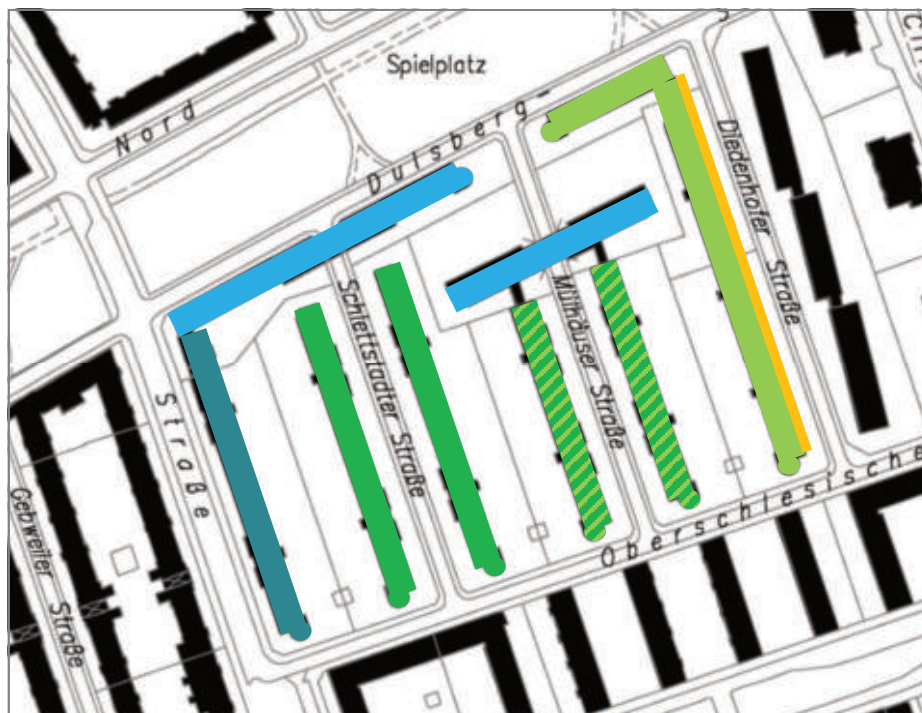 Spielplatz
Nord
Dulsberg-
Diedenhofer Straße
Schlettstadter Straße
Mülhäuser Straße
Straße
Gebweiler Straße
Oberschlesische